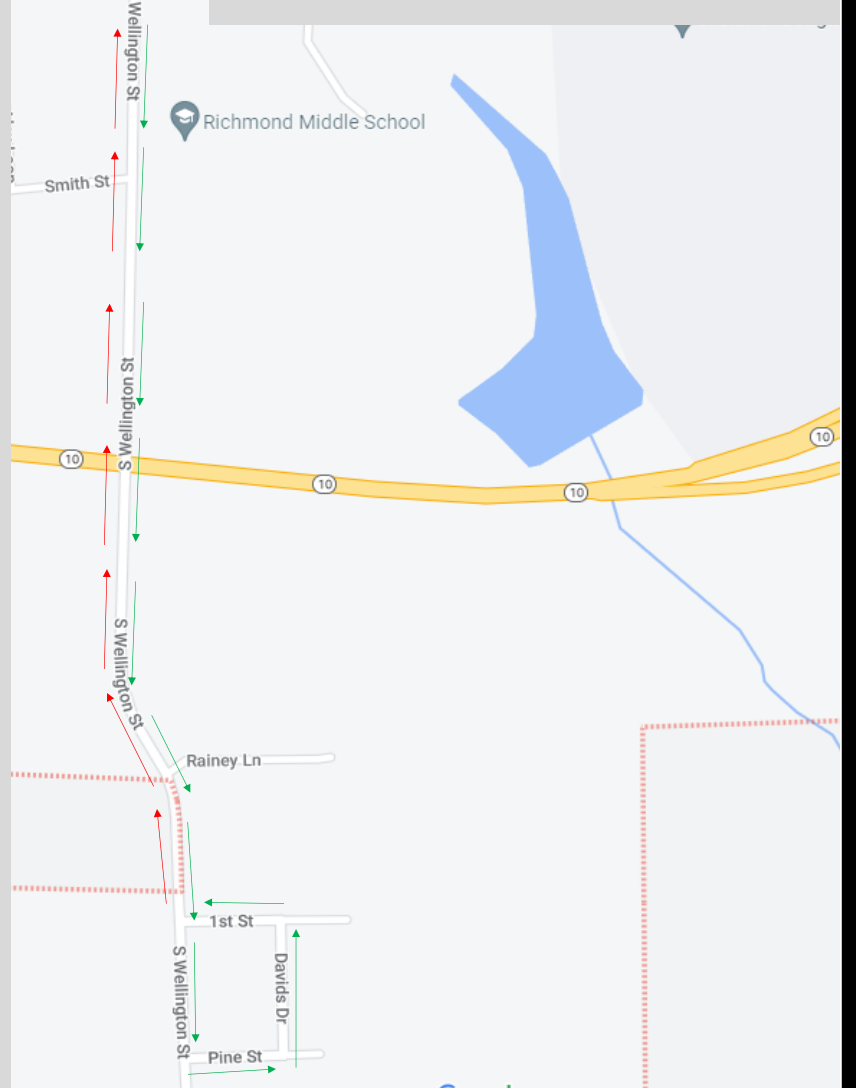 Wellington St
Richmond Middle School
Smith St
S Wellington St
10
10
10
10
S Wellington St
Rainey Ln
1st St
Davids Dr
S Wellington St
Pine St